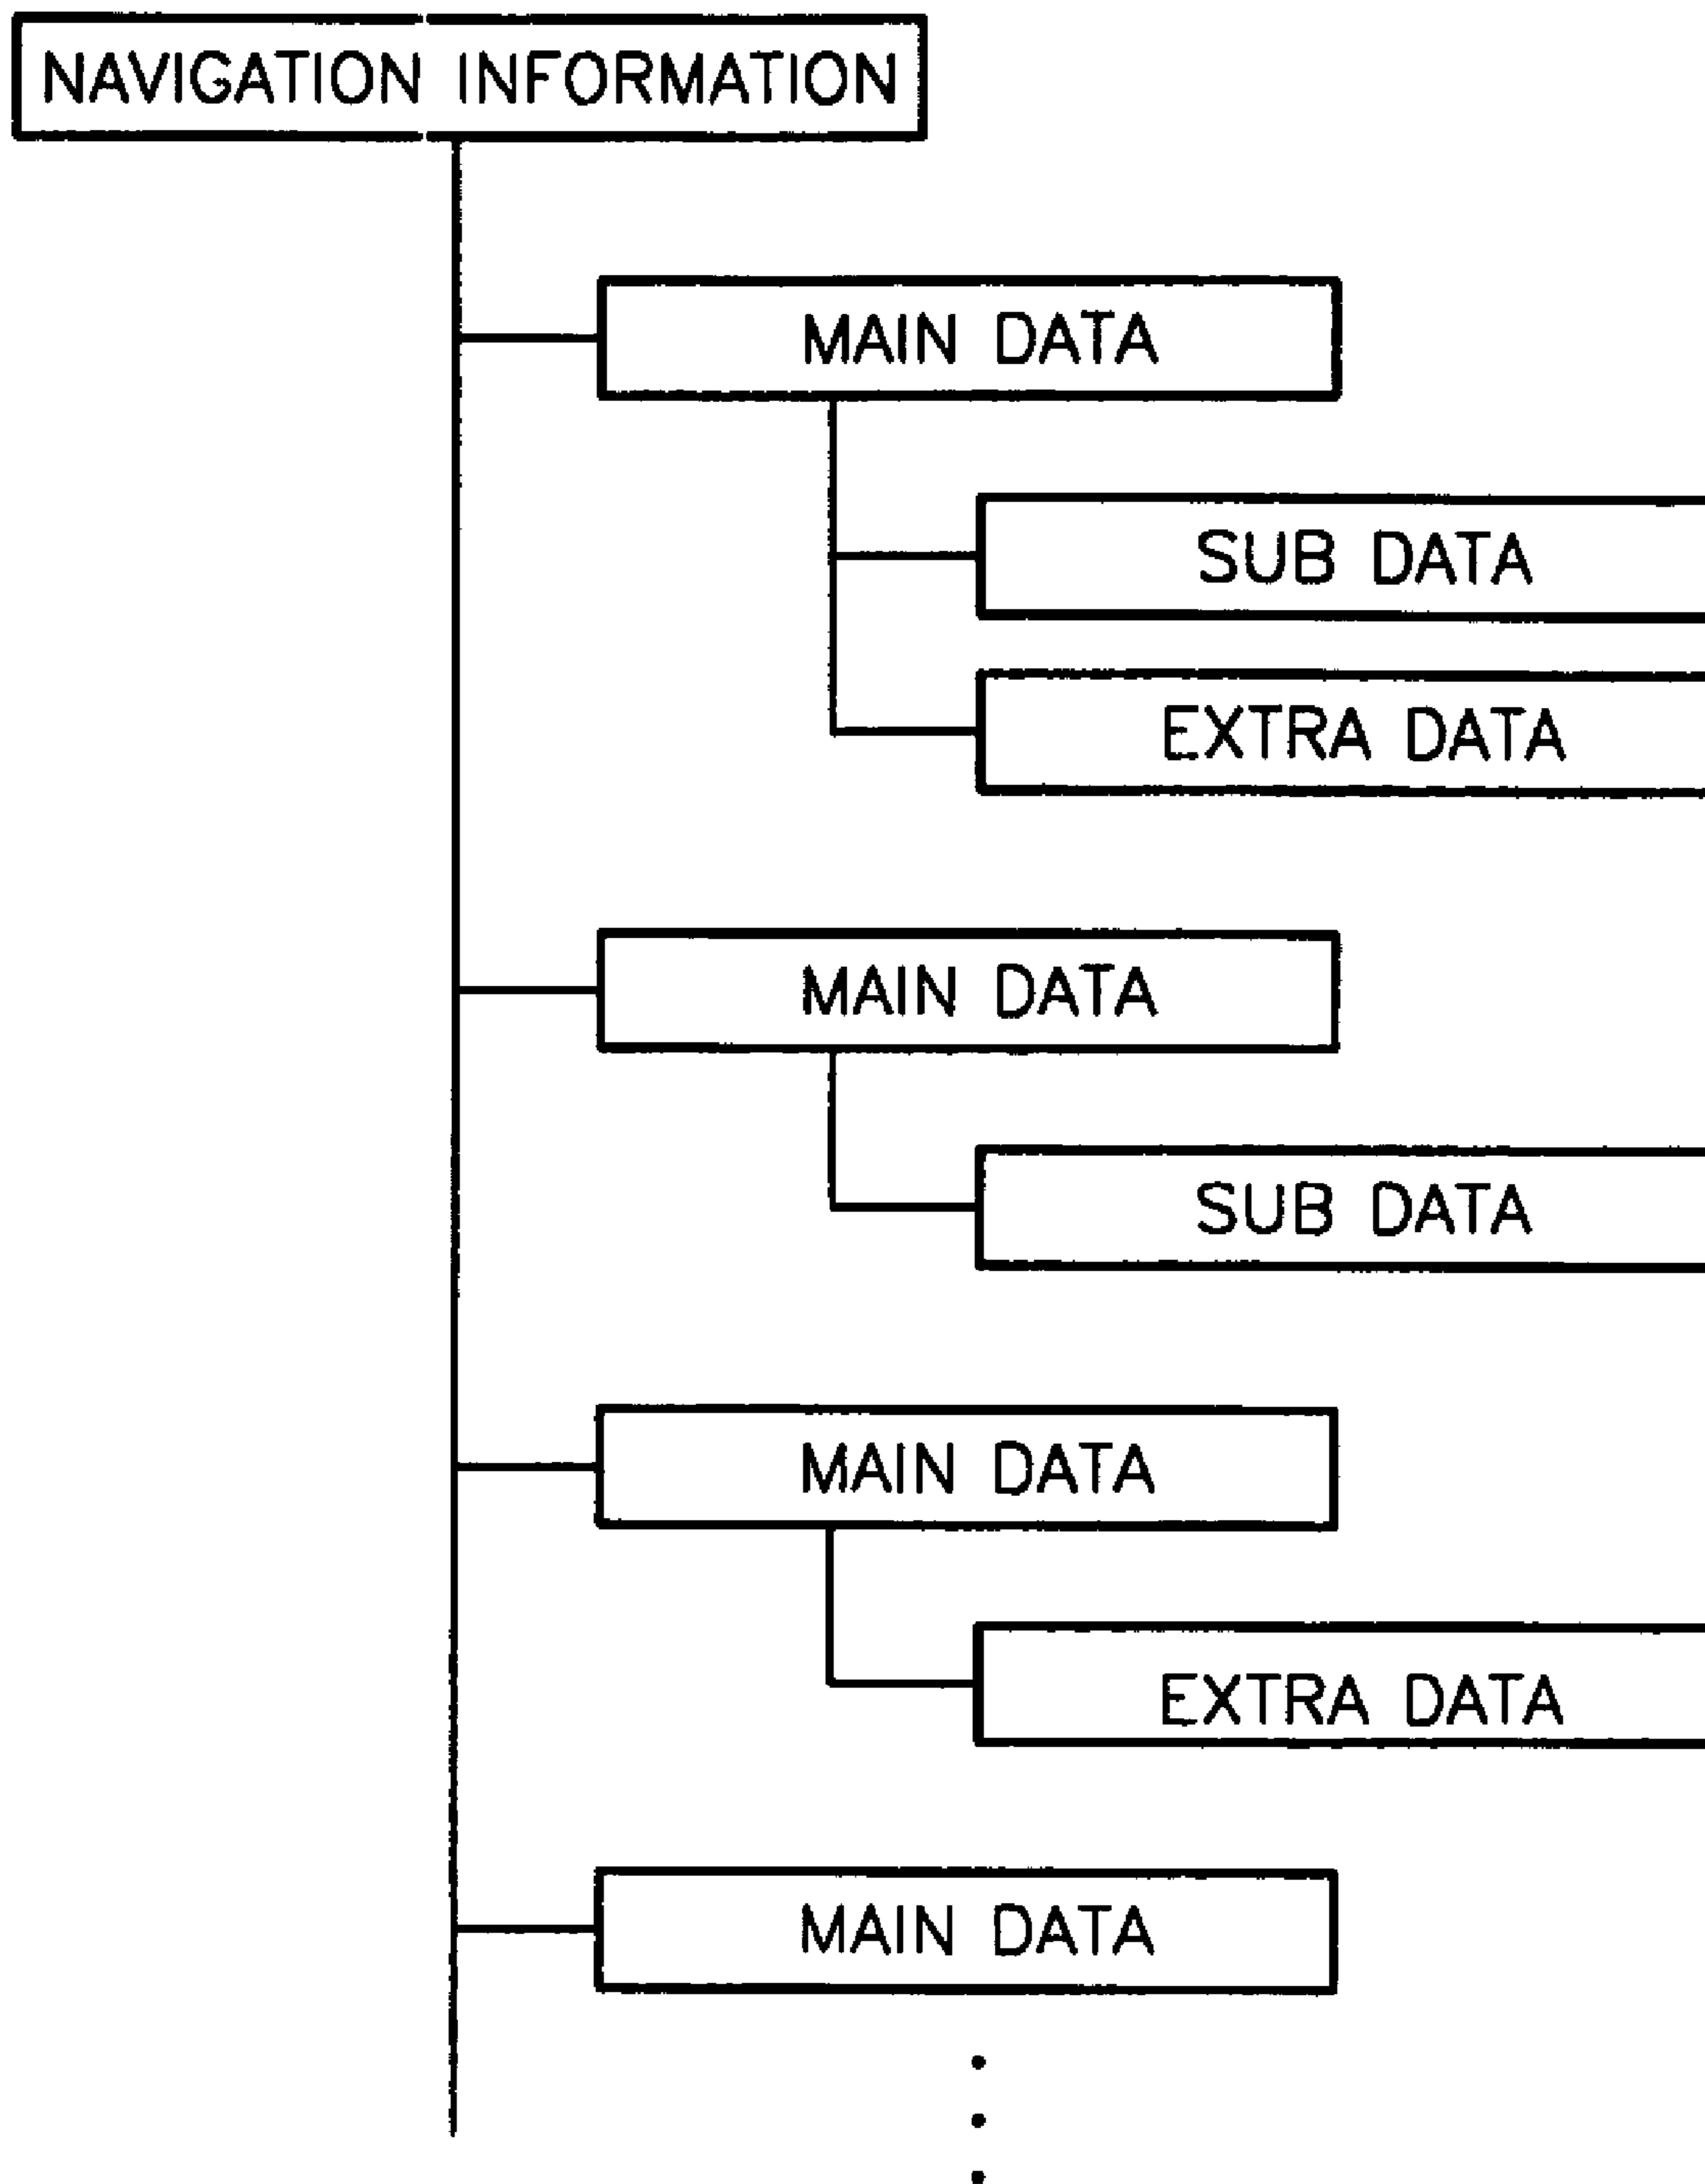 NAVIGATION INFORMATION
MAIN DATA
SUB DATA
EXTRA DATA
MAIN DATA
SUB DATA
MAIN DATA
EXTRA DATA
MAIN DATA